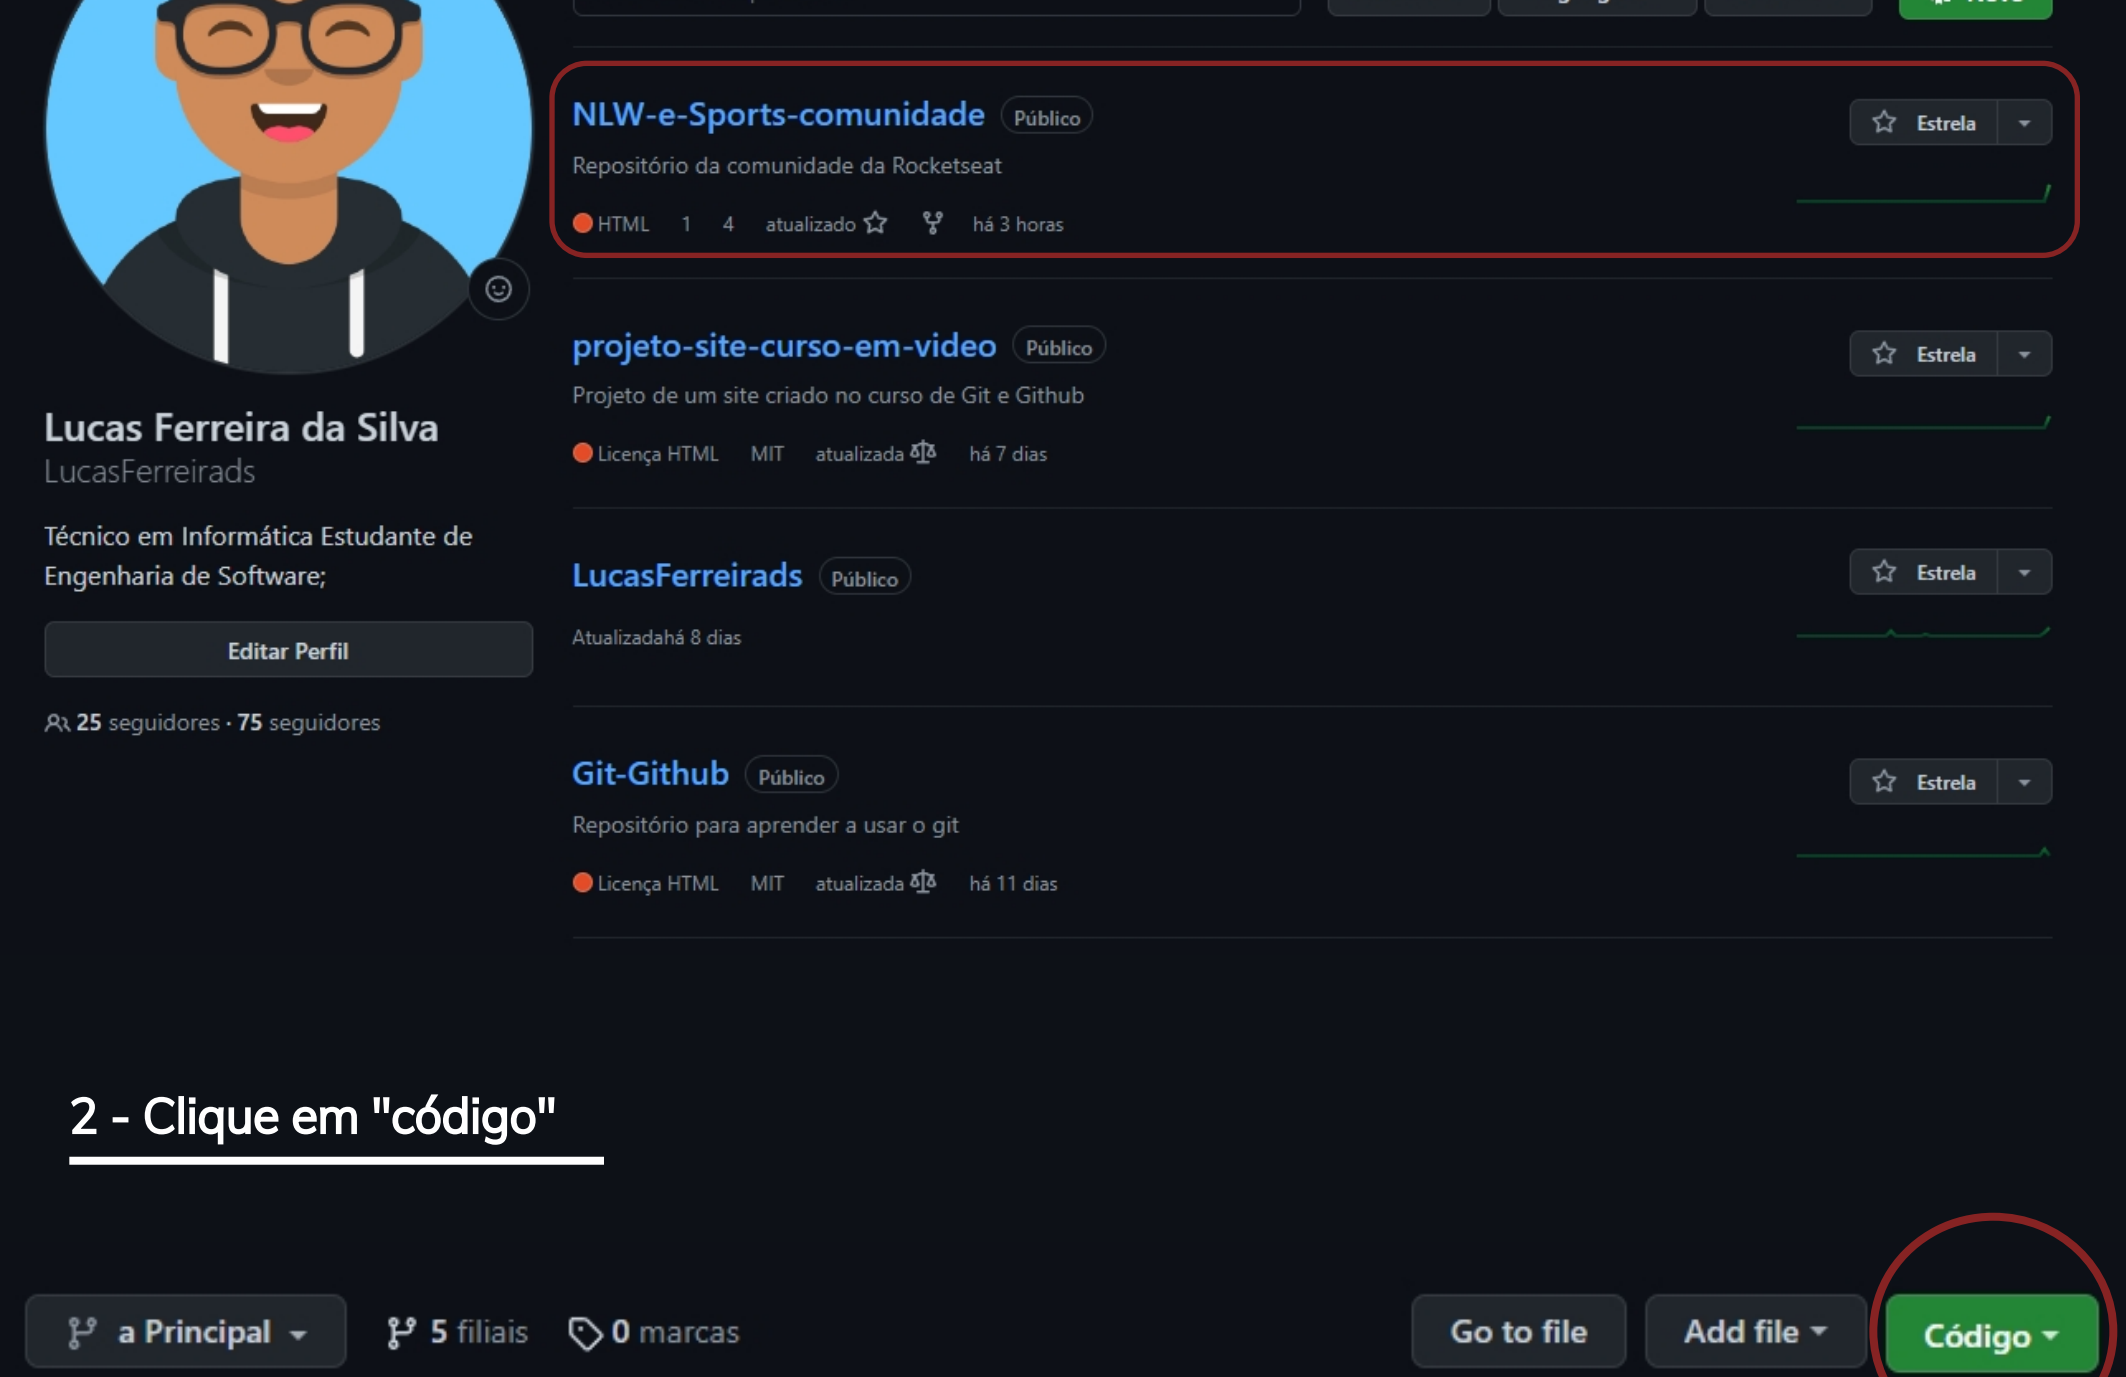 NLW-e-Sports-comunidade Público
Estrela
Repositório da comunidade da Rocketseat
HTML 1 4 atualizado há 3 horas
projeto-site-curso-em-video Público
Estrela
Projeto de um site criado no curso de Git e Github
Licença HTML MIT atualizada há 7 dias
Lucas Ferreira da Silva
LucasFerreirads
Técnico em Informática Estudante de
Engenharia de Software;
Editar Perfil
25 seguidores · 75 seguidores
LucasFerreirads Público
Estrela
Atualizadahá 8 dias
Git-Github Público
Estrela
Repositório para aprender a usar o git
Licença HTML MIT atualizada há 11 dias
2 - Clique em "código"
a Principal 5 filiais 0 marcas Go to file Add file Código